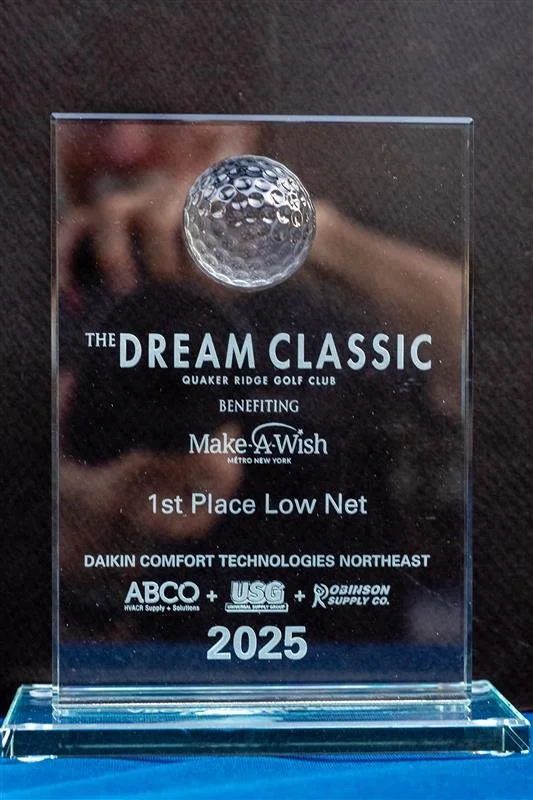 THE DREAM CLASSIC
QUAKER RIDGE GOLF CLUB
BENEFITING
Make-A-Wish
METRO NEW YORK
1st Place Low Net
DAIKIN COMFORT TECHNOLOGIES NORTHEAST
ABCO + USG + ROBINSON SUPPLY CO.
HVACR Supply + Solutions UNIVERSAL SUPPLY GROUP
2025